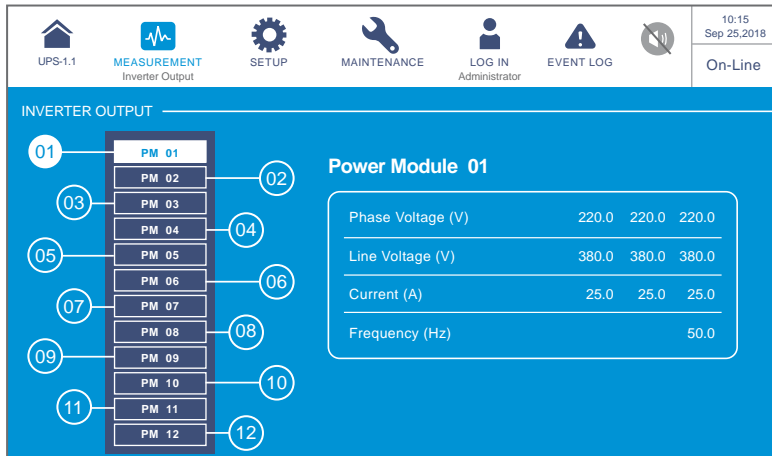 UPS-1.1
MEASUREMENT
Inverter Output
SETUP
MAINTENANCE
LOG IN
Administrator
EVENT LOG
10:15
Sep 25,2018
On-Line
INVERTER OUTPUT
01 PM 01
PM 02 02
03 PM 03
PM 04 04
05 PM 05
PM 06 06
07 PM 07
PM 08 08
09 PM 09
PM 10 10
11 PM 11
PM 12 12
Power Module 01
Phase Voltage (V) 220.0 220.0 220.0
Line Voltage (V) 380.0 380.0 380.0
Current (A) 25.0 25.0 25.0
Frequency (Hz) 50.0